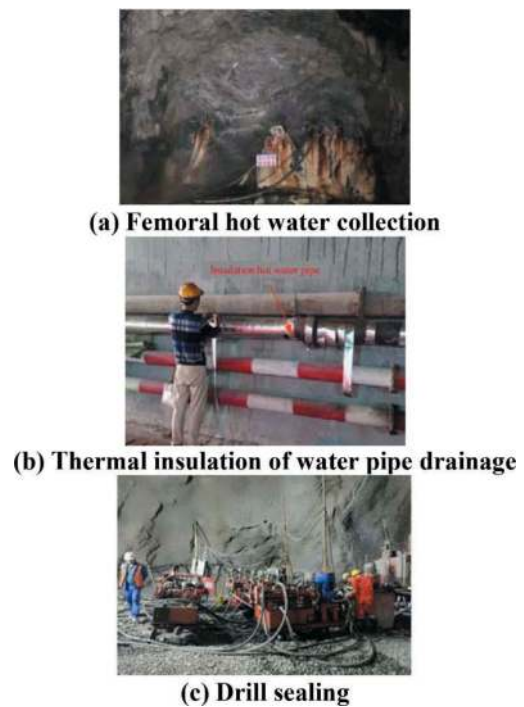 (a) Femoral hot water collection
Insulation hot water pipe
(b) Thermal insulation of water pipe drainage
(c) Drill sealing